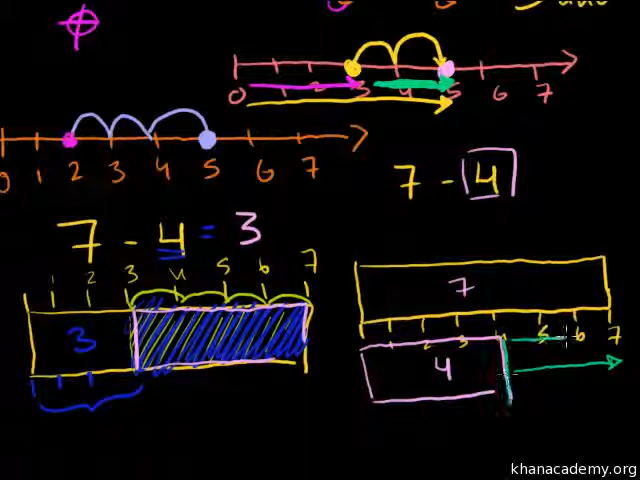 0 1 2 3 4 5 6 7
0 1 2 3 4 5 6 7
7 - 4
7 - 4 = 3
1 2 3 4 5 6 7
3
7
1 2 3 4 5 6 7
4
khanacademy.org